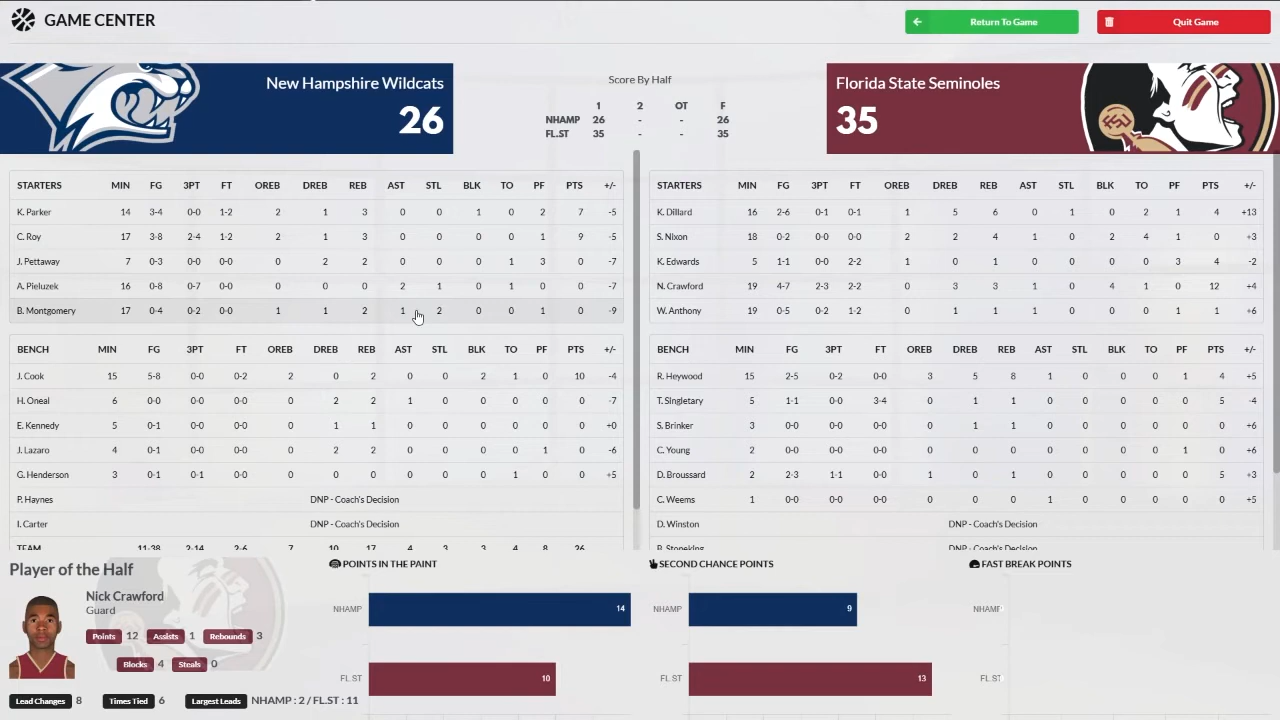 GAME CENTER
Return To Game
Quit Game
New Hampshire Wildcats
26
Score By Half
1 2 OT F
NHAMP 26 - - 26
FL.ST 35 - - 35
Florida State Seminoles
35
STARTERS MIN FG 3PT FT OREB DREB REB AST STL BLK TO PF PTS +/-
K. Parker 14 3-4 0-0 1-2 2 1 3 0 0 1 0 2 7 -5
C. Roy 17 3-8 2-4 1-2 2 1 3 0 0 0 0 1 9 -5
J. Pettaway 7 0-3 0-0 0-0 0 2 2 0 0 0 1 3 0 -7
A. Pieluzek 16 0-8 0-7 0-0 0 0 0 2 1 0 1 0 0 -7
B. Montgomery 17 0-4 0-2 0-0 1 1 2 1 2 0 0 1 0 -9
BENCH MIN FG 3PT FT OREB DREB REB AST STL BLK TO PF PTS +/-
J. Cook 15 5-8 0-0 0-2 2 0 2 0 0 2 1 0 10 -4
H. Oneal 6 0-0 0-0 0-0 0 2 2 1 0 0 0 0 0 -7
E. Kennedy 5 0-1 0-0 0-0 0 1 1 0 0 0 0 0 0 +0
J. Lazaro 4 0-1 0-0 0-0 0 2 2 0 0 0 0 1 0 -6
G. Henderson 3 0-1 0-1 0-0 0 0 0 0 0 0 1 0 0 +5
P. Haynes DNP - Coach's Decision
I. Carter DNP - Coach's Decision
TEAM 11-38 2-14 2-6 7 10 17 4 3 3 4 8 26
STARTERS MIN FG 3PT FT OREB DREB REB AST STL BLK TO PF PTS +/-
K. Dillard 16 2-6 0-1 0-1 1 5 6 0 1 0 2 1 4 +13
S. Nixon 18 0-2 0-0 0-0 2 2 4 1 0 2 4 1 0 +3
K. Edwards 5 1-1 0-0 2-2 1 0 1 0 0 0 0 3 4 -2
N. Crawford 19 4-7 2-3 2-2 0 3 3 1 0 4 1 0 12 +4
W. Anthony 19 0-5 0-2 1-2 0 1 1 1 0 0 0 1 1 +6
BENCH MIN FG 3PT FT OREB DREB REB AST STL BLK TO PF PTS +/-
R. Heywood 15 2-5 0-2 0-0 3 5 8 1 0 0 0 1 4 +5
T. Singletary 5 1-1 0-0 3-4 0 1 1 0 0 0 0 0 5 -4
S. Brinker 3 0-0 0-0 0-0 0 1 1 0 0 0 0 0 0 +6
C. Young 2 0-0 0-0 0-0 0 0 0 0 0 0 0 1 0 +6
D. Broussard 2 2-3 1-1 0-0 1 0 1 0 0 0 0 0 5 +3
C. Weems 1 0-0 0-0 0-0 0 0 0 1 0 0 0 0 0 +5
D. Winston DNP - Coach's Decision
B. Stoneking DNP - Coach's Decision
Player of the Half
Nick Crawford
Guard
Points 12 Assists 1 Rebounds 3
Blocks 4 Steals 0
Lead Changes 8 Times Tied 6 Largest Leads NHAMP : 2 / FL.ST : 11
POINTS IN THE PAINT
NHAMP 14
FL.ST 10
SECOND CHANCE POINTS
NHAMP 9
FL.ST 13
FAST BREAK POINTS
NHAMP
FL.ST